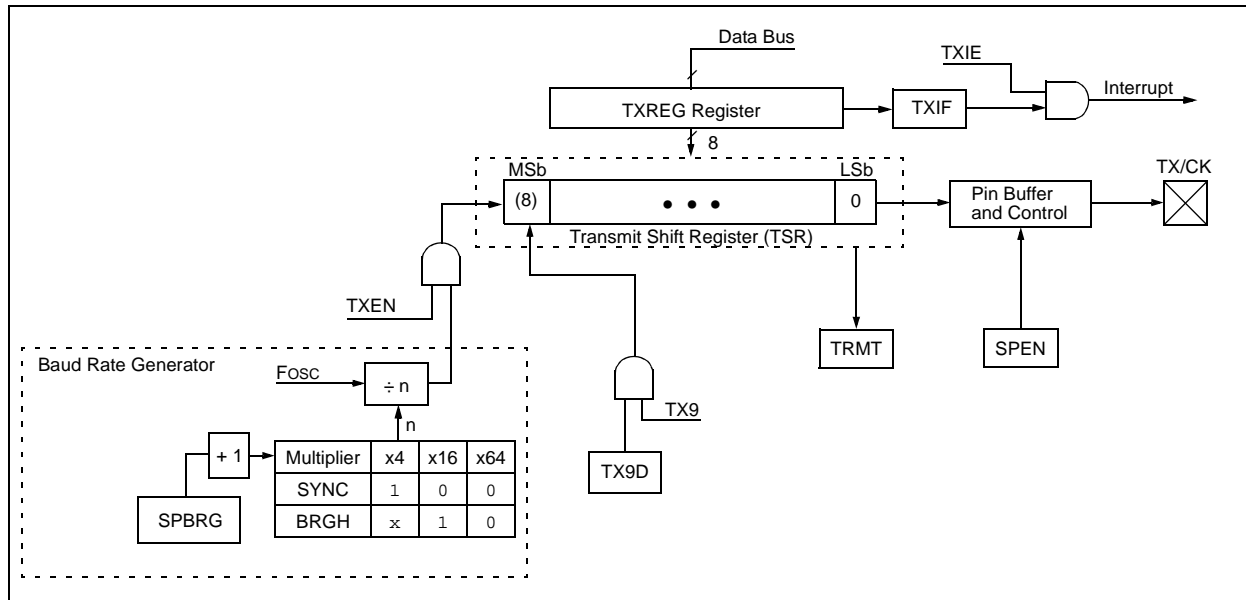 Data Bus
TXIE
Interrupt
TXREG Register
TXIF
8
MSb
LSb
TX/CK
(8)
• • •
0
Pin Buffer
and Control
Transmit Shift Register (TSR)
TXEN
TRMT
SPEN
Baud Rate Generator
FOSC
÷ n
n
TX9
+ 1
Multiplier x4 x16 x64
TX9D
SYNC 1 0 0
SPBRG
BRGH x 1 0